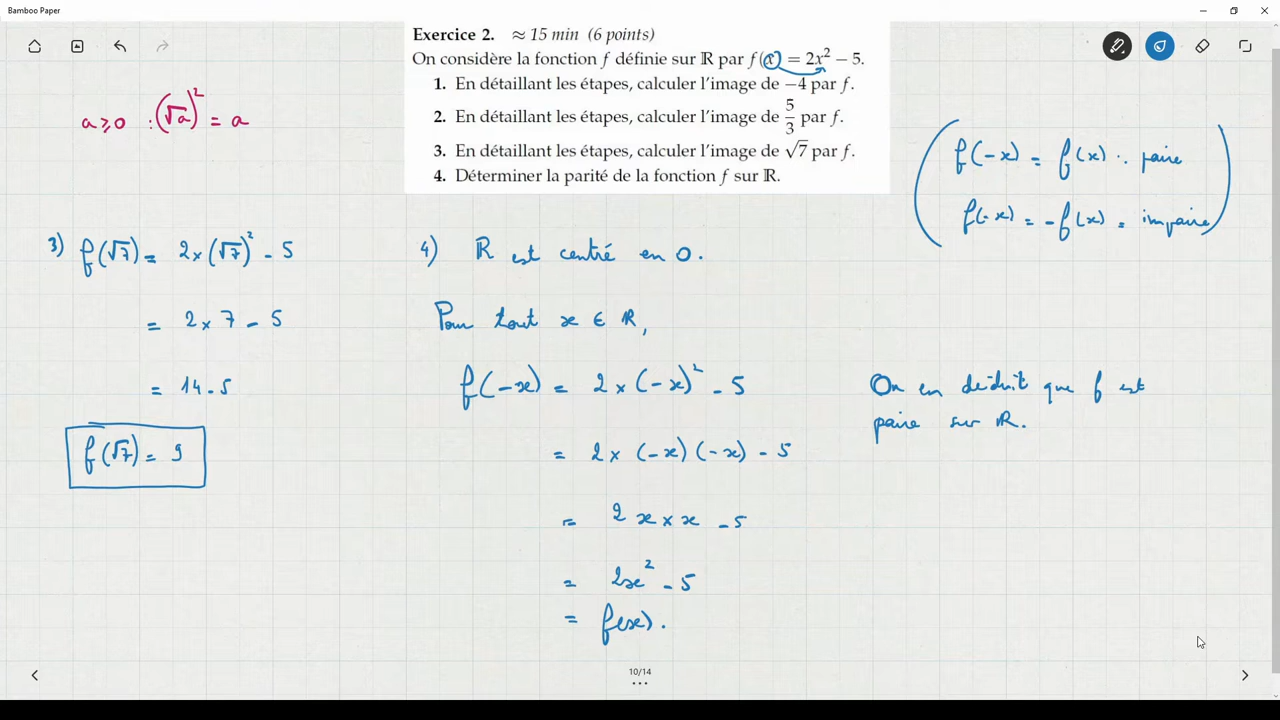 Bamboo Paper
Exercice 2. ≈ 15 min (6 points)
On considère la fonction f définie sur ℝ par f(x) = 2x² − 5.
1. En détaillant les étapes, calculer l'image de −4 par f.
2. En détaillant les étapes, calculer l'image de 5/3 par f.
3. En détaillant les étapes, calculer l'image de √7 par f.
4. Déterminer la parité de la fonction f sur ℝ.
a ⩾ 0 : (√a)² = a
f(-x) = f(x) : paire
f(-x) = -f(x) = impaire
3) f(√7) = 2 × (√7)² - 5
= 2 × 7 - 5
= 14 - 5
f(√7) = 9
4) ℝ est centré en 0.
Pour tout x ∈ ℝ,
f(-x) = 2 × (-x)² - 5
= 2 × (-x)(-x) - 5
= 2 x × x - 5
= 2x² - 5
= f(x).
On en déduit que f est
paire sur ℝ.
10/14